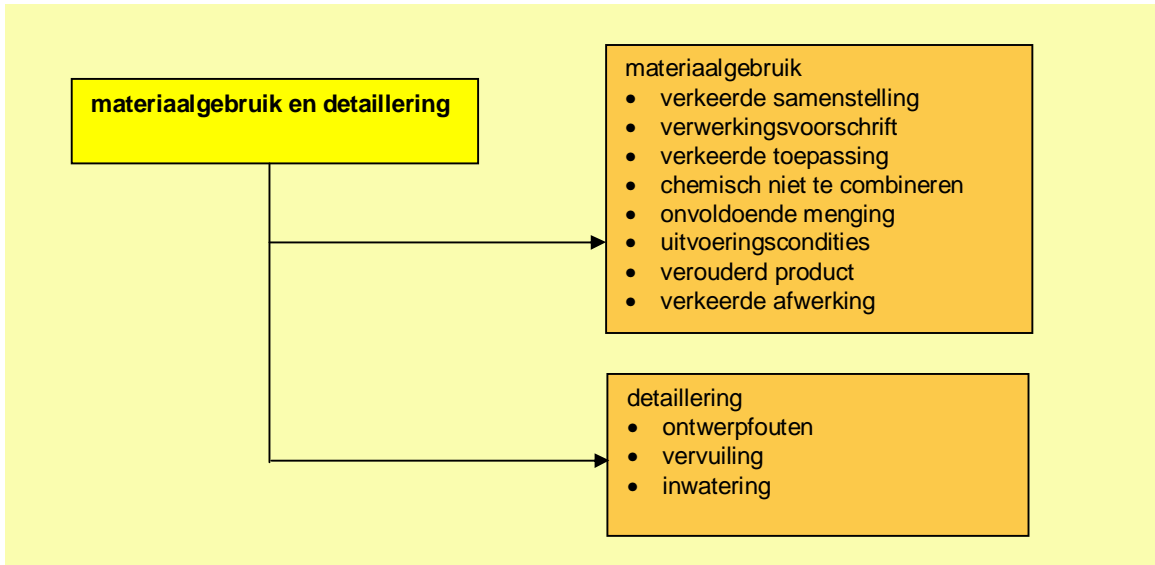 materiaalgebruik en detaillering
materiaalgebruik
• verkeerde samenstelling
• verwerkingsvoorschrift
• verkeerde toepassing
• chemisch niet te combineren
• onvoldoende menging
• uitvoeringscondities
• verouderd product
• verkeerde afwerking
detaillering
• ontwerpfouten
• vervuiling
• inwatering